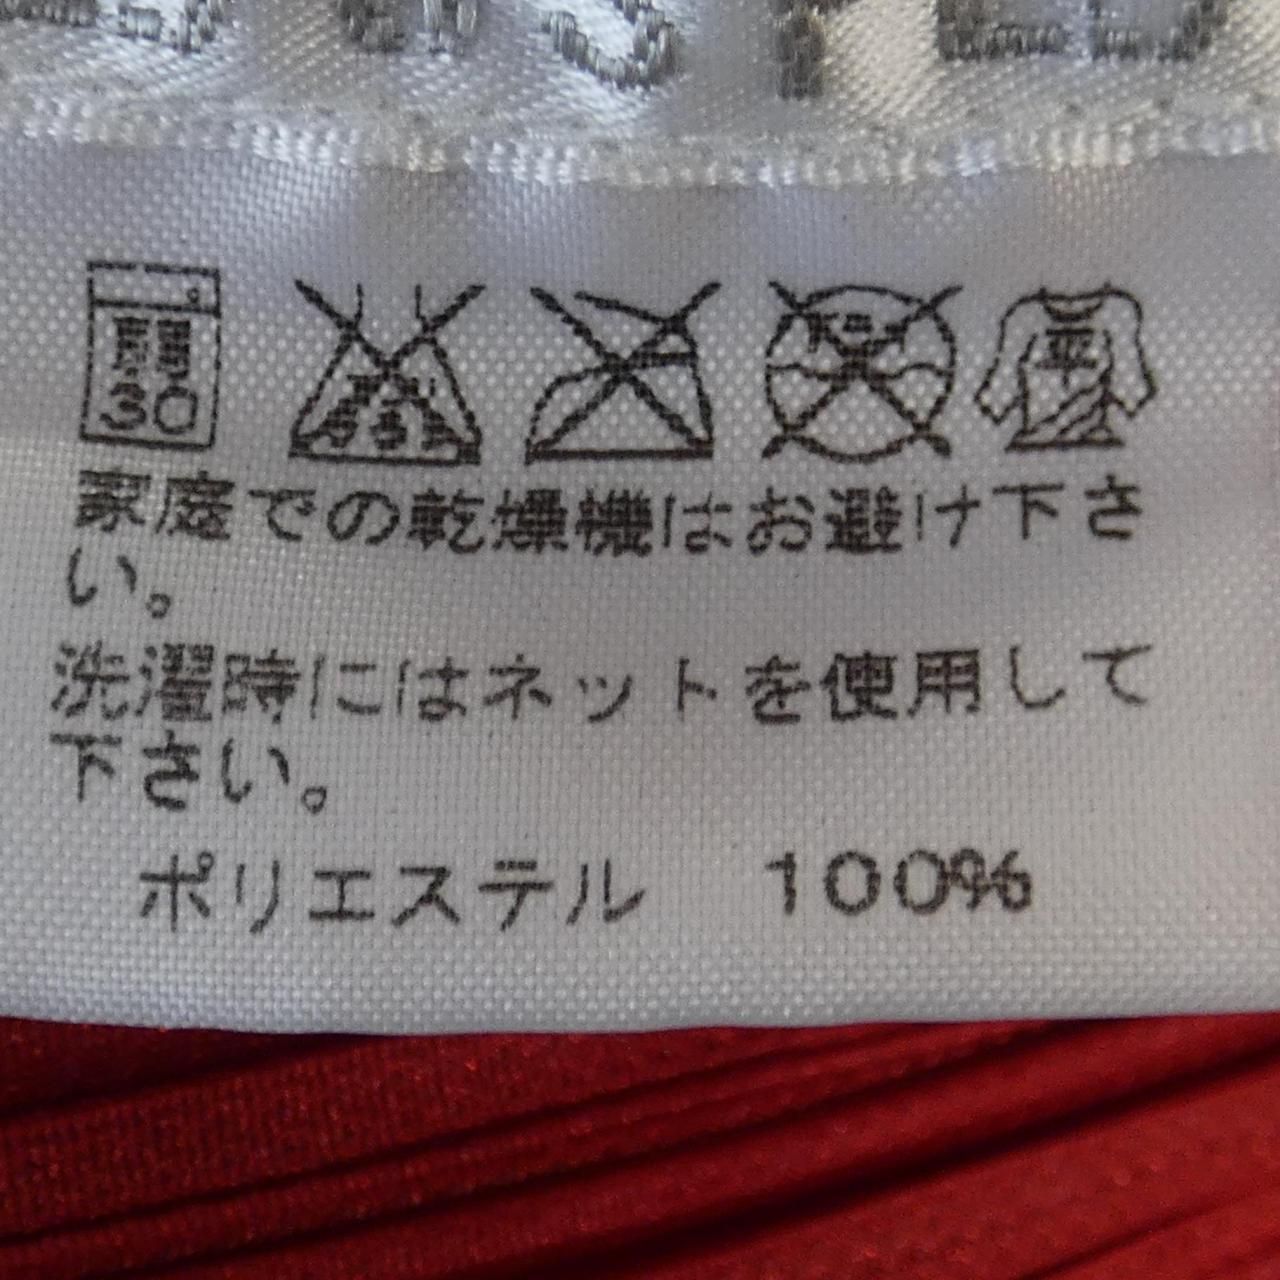 30
家庭での乾燥機はお避け下さ
い。
洗濯時にはネットを使用して
下さい。
ポリエステル 100%